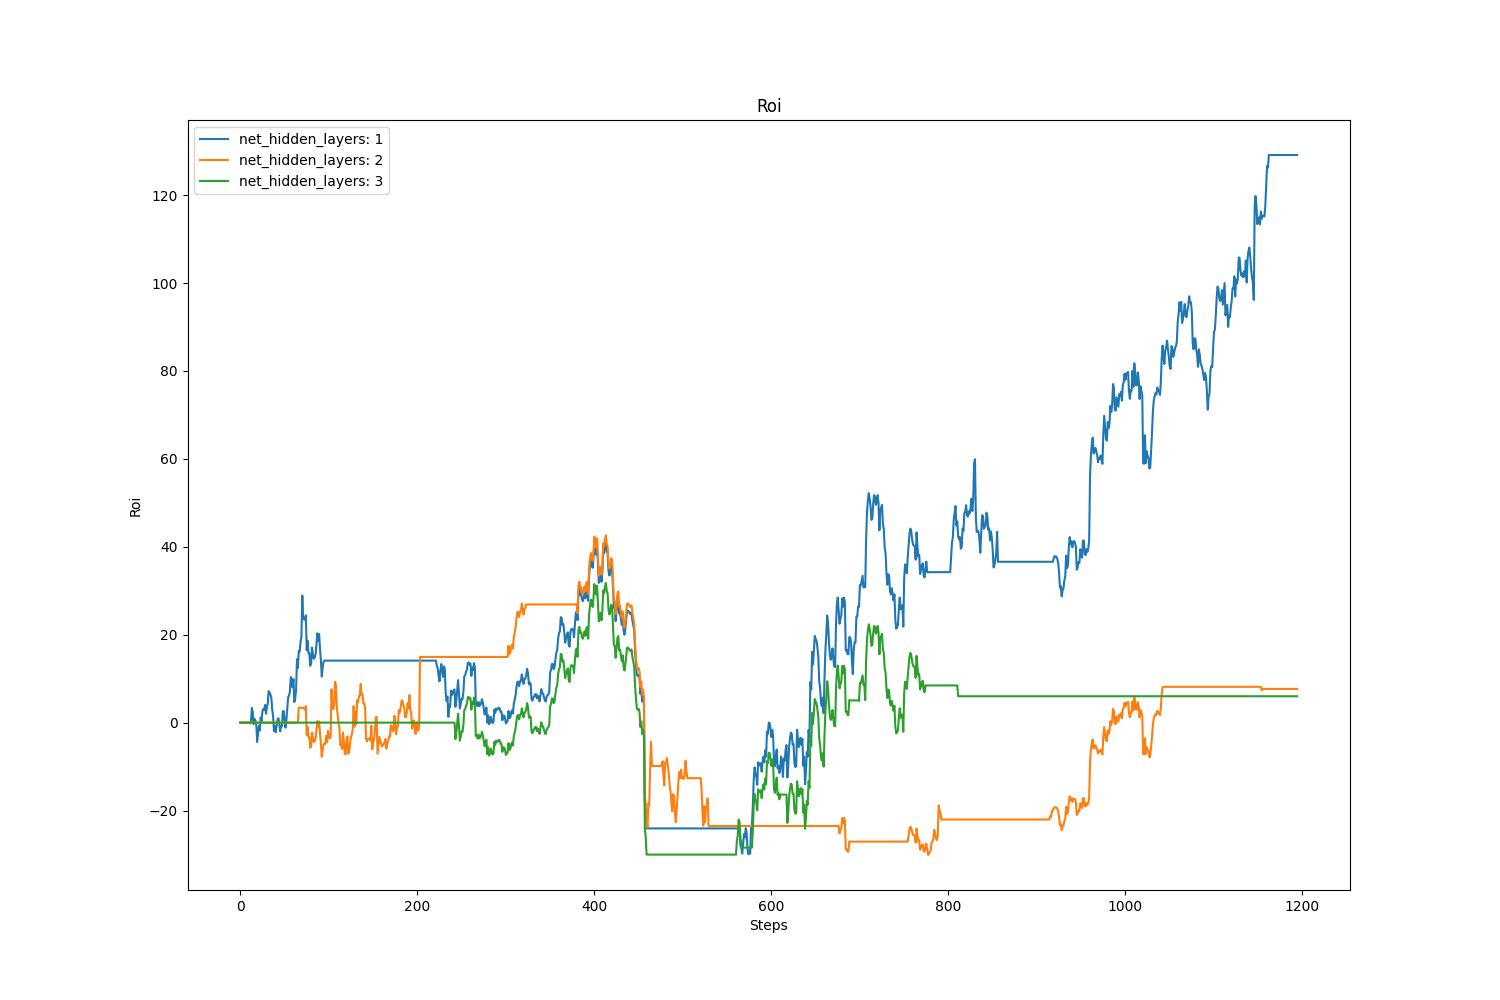 Roi
net_hidden_layers: 1
net_hidden_layers: 2
net_hidden_layers: 3
120
100
80
60
40
20
0
−20
Roi
0 200 400 600 800 1000 1200
Steps